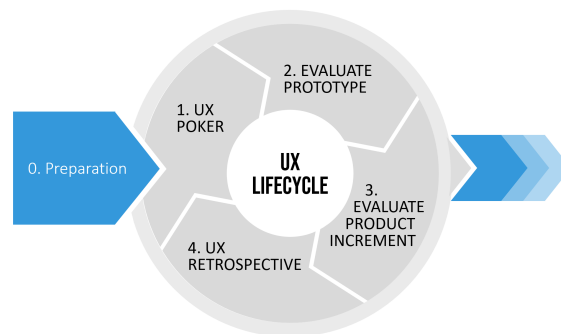 0. Preparation
1. UX
POKER
2. EVALUATE
PROTOTYPE
3.
EVALUATE
PRODUCT
INCREMENT
4. UX
RETROSPECTIVE
UX
LIFECYCLE